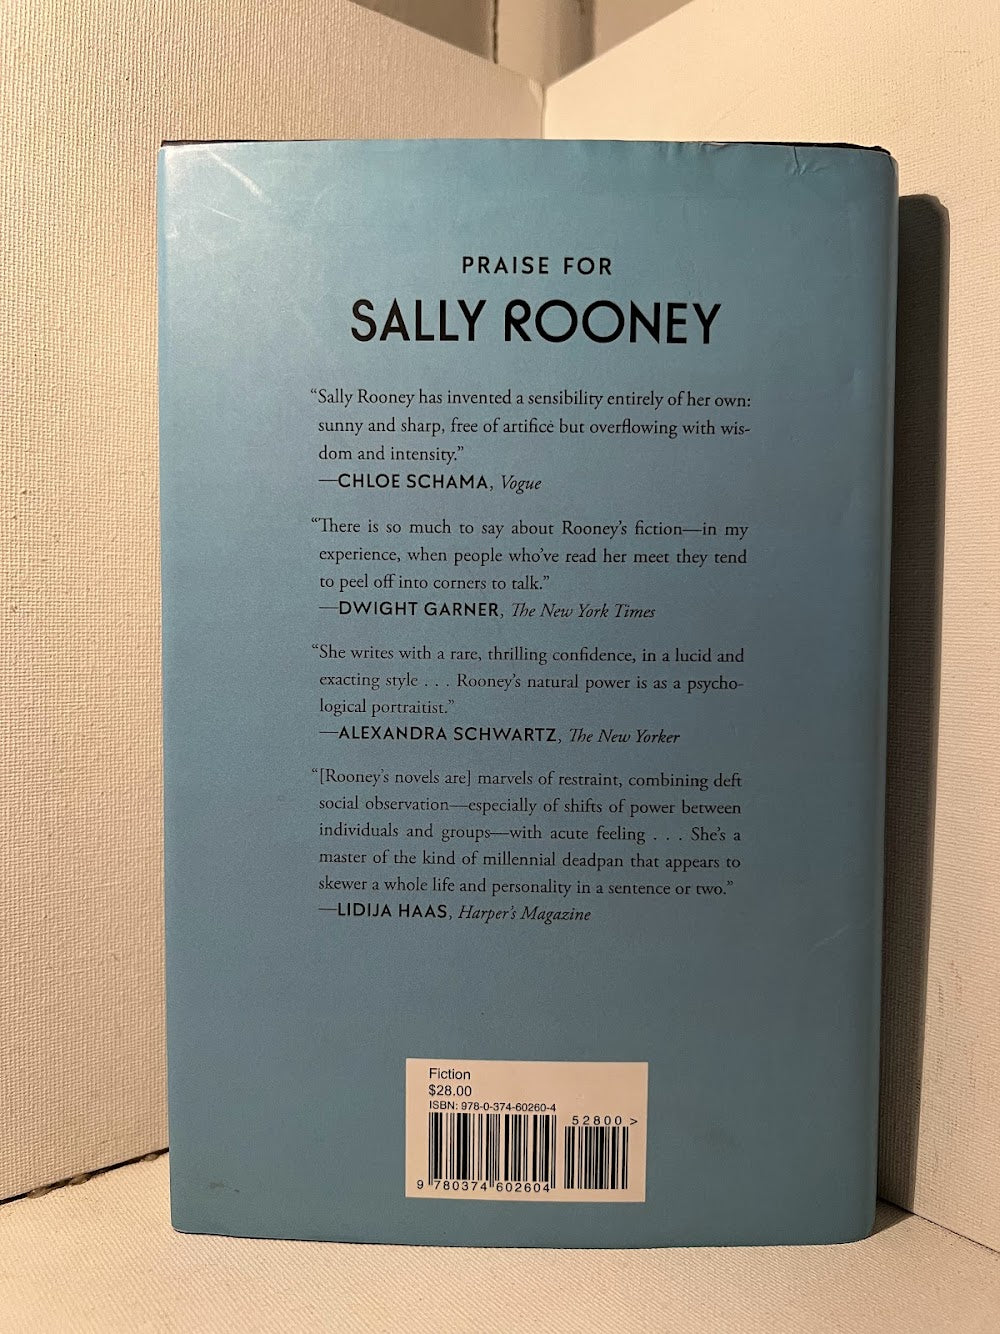 PRAISE FOR
SALLY ROONEY
“Sally Rooney has invented a sensibility entirely of her own:
sunny and sharp, free of artifice but overflowing with wis-
dom and intensity.”
—CHLOE SCHAMA, Vogue
“There is so much to say about Rooney’s fiction—in my
experience, when people who’ve read her meet they tend
to peel off into corners to talk.”
—DWIGHT GARNER, The New York Times
“She writes with a rare, thrilling confidence, in a lucid and
exacting style . . . Rooney’s natural power is as a psycho-
logical portraitist.”
—ALEXANDRA SCHWARTZ, The New Yorker
“[Rooney’s novels are] marvels of restraint, combining deft
social observation—especially of shifts of power between
individuals and groups—with acute feeling . . . She’s a
master of the kind of millennial deadpan that appears to
skewer a whole life and personality in a sentence or two.”
—LIDIJA HAAS, Harper’s Magazine
Fiction
$28.00
ISBN: 978-0-374-60260-4
52800 >
9 780374 602604